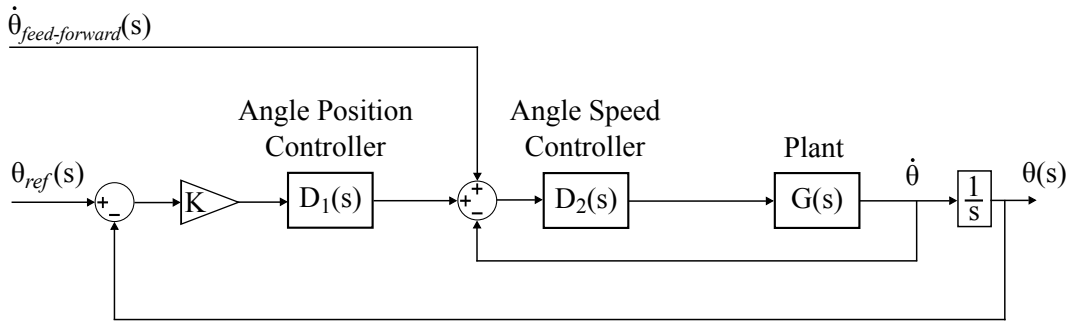 θ̇feed-forward(s)
Angle Position
Controller
Angle Speed
Controller
Plant
θref(s)
+
-
K
D1(s)
+
+
-
D2(s)
G(s)
θ̇
1
s
θ(s)